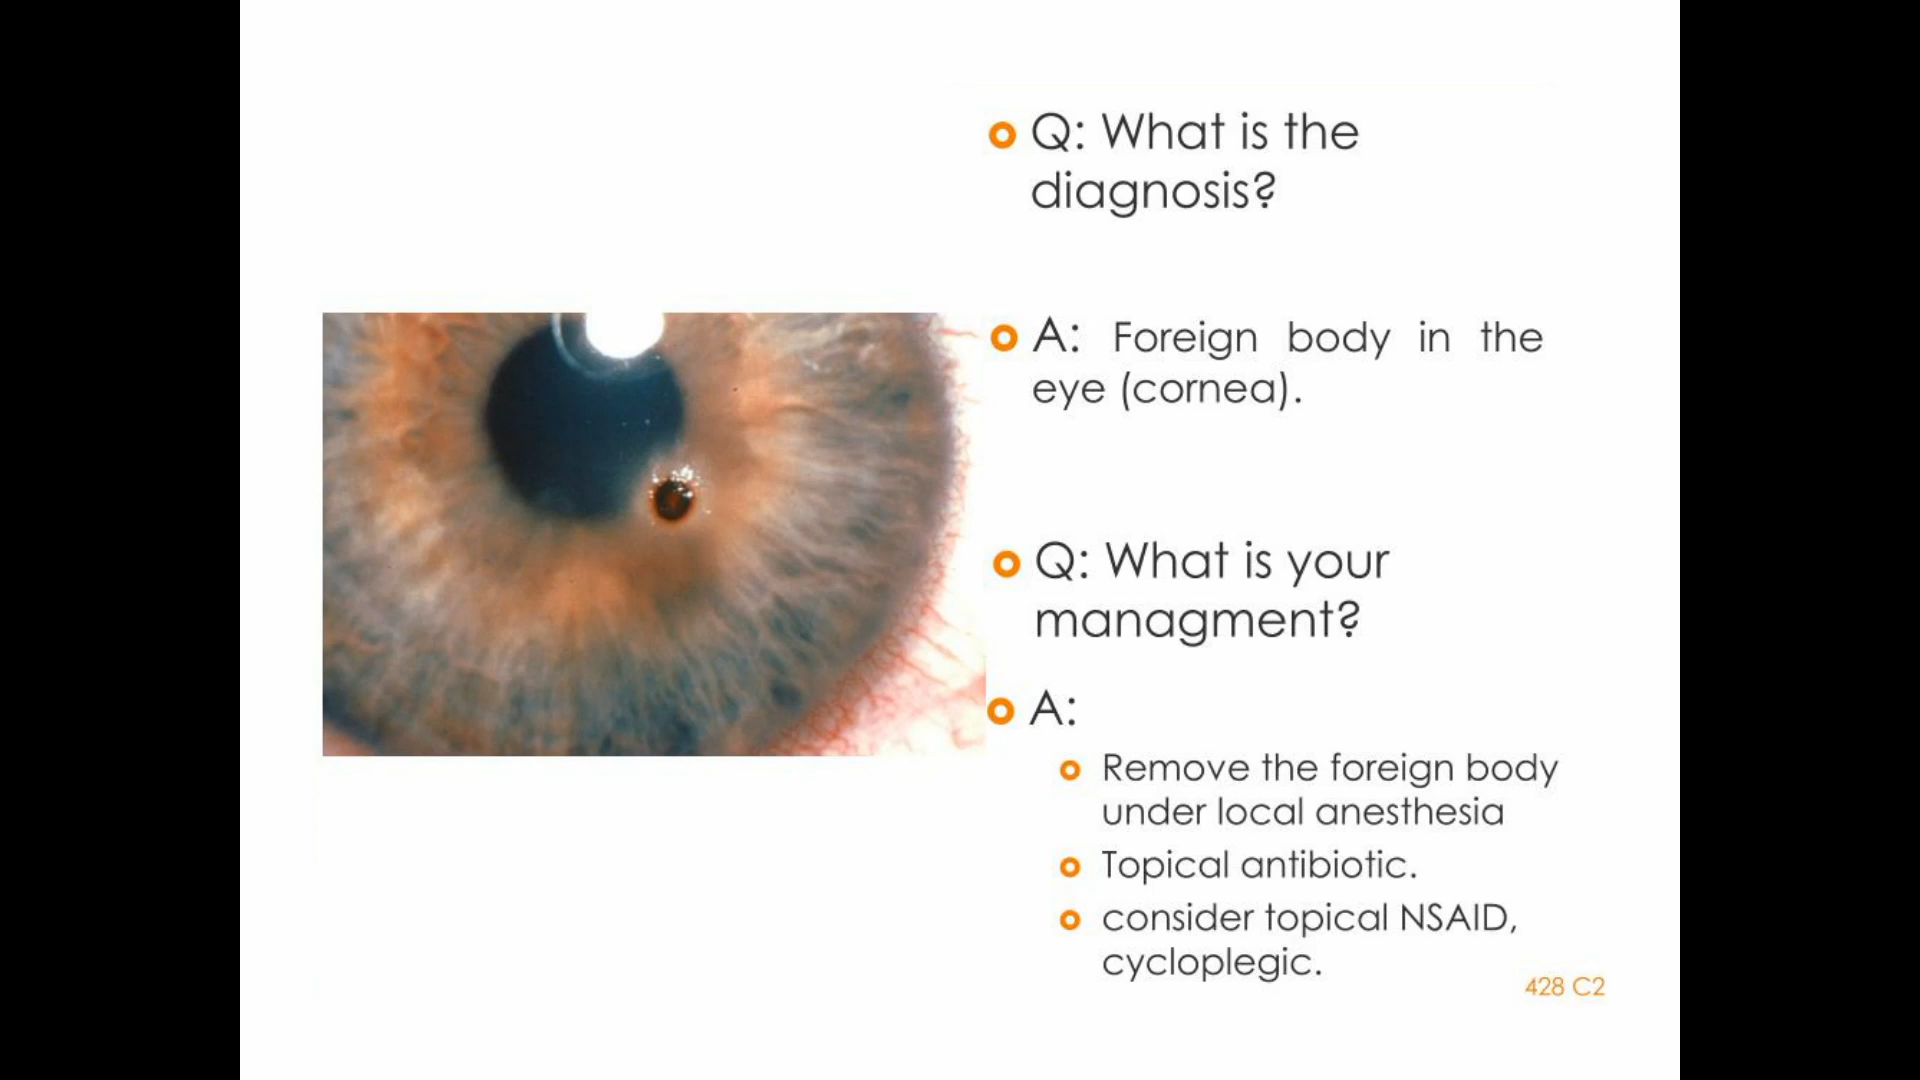 Q: What is the
diagnosis?
A: Foreign body in the
eye (cornea).
Q: What is your
managment?
A:
Remove the foreign body
under local anesthesia
Topical antibiotic.
consider topical NSAID,
cycloplegic.
428 C2